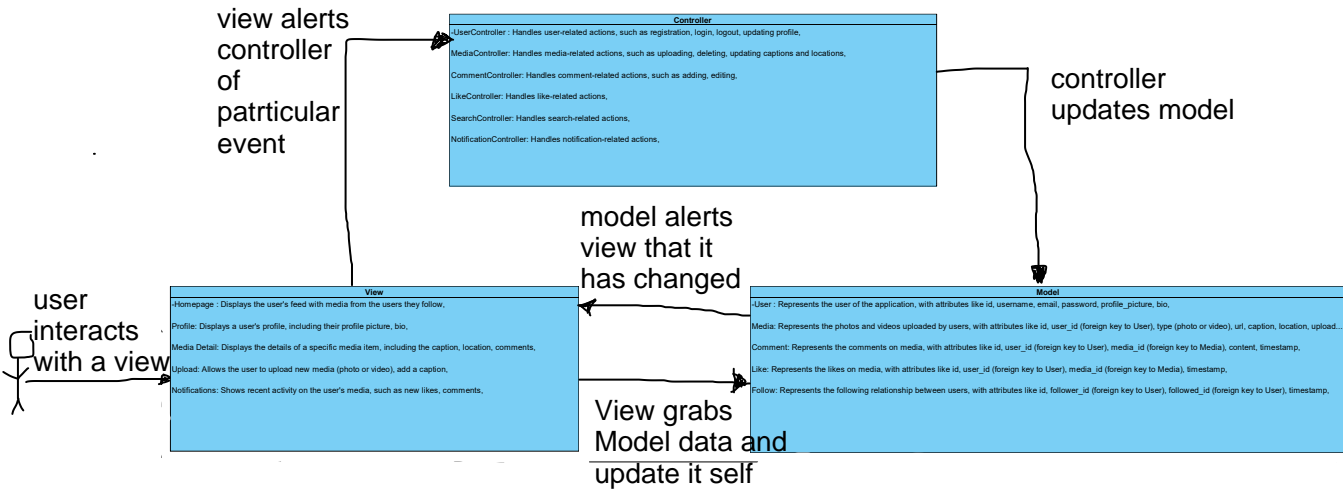 view alerts
controller
of
patrticular
event
Controller
-UserController : Handles user-related actions, such as registration, login, logout, updating profile,
MediaController: Handles media-related actions, such as uploading, deleting, updating captions and locations,
CommentController: Handles comment-related actions, such as adding, editing,
LikeController: Handles like-related actions,
SearchController: Handles search-related actions,
NotificationController: Handles notification-related actions,
controller
updates model
model alerts
view that it
has changed
user
interacts
with a view
View
-Homepage : Displays the user's feed with media from the users they follow,
Profile: Displays a user's profile, including their profile picture, bio,
Media Detail: Displays the details of a specific media item, including the caption, location, comments,
Upload: Allows the user to upload new media (photo or video), add a caption,
Notifications: Shows recent activity on the user's media, such as new likes, comments,
Model
-User : Represents the user of the application, with attributes like id, username, email, password, profile_picture, bio,
Media: Represents the photos and videos uploaded by users, with attributes like id, user_id (foreign key to User), type (photo or video), url, caption, location, upload...
Comment: Represents the comments on media, with attributes like id, user_id (foreign key to User), media_id (foreign key to Media), content, timestamp,
Like: Represents the likes on media, with attributes like id, user_id (foreign key to User), media_id (foreign key to Media), timestamp,
Follow: Represents the following relationship between users, with attributes like id, follower_id (foreign key to User), followed_id (foreign key to User), timestamp,
View grabs
Model data and
update it self